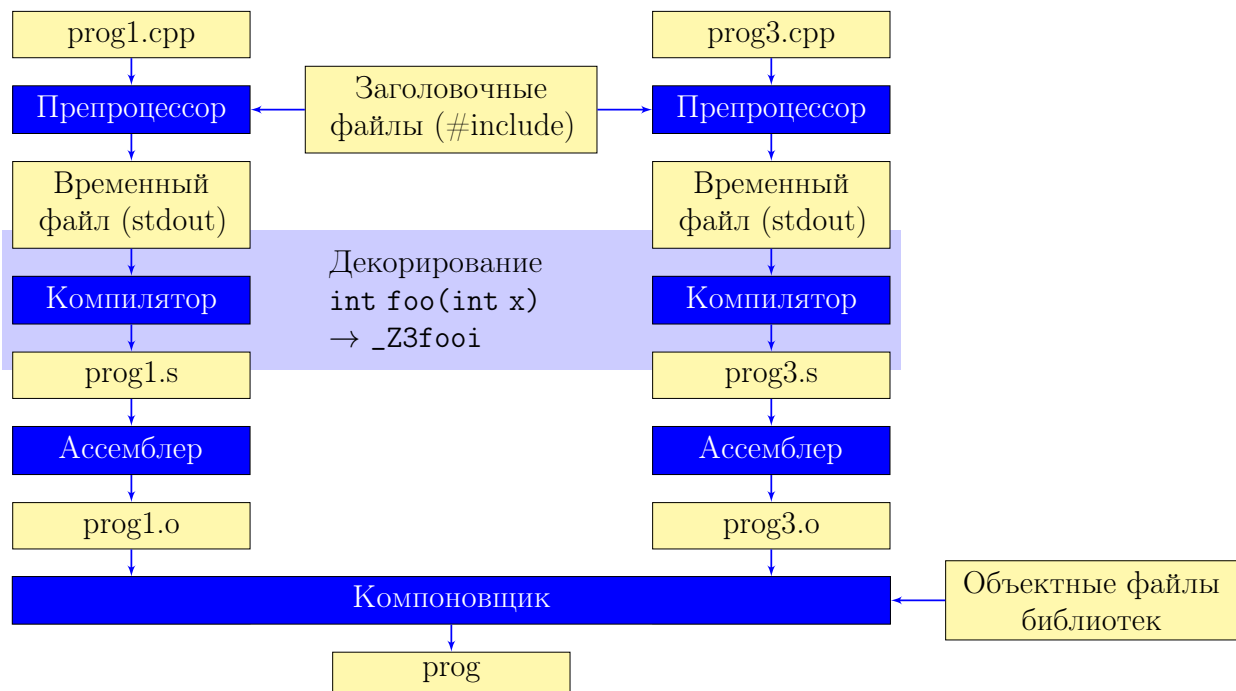 prog1.cpp
prog3.cpp
Препроцессор
Заголовочные
файлы (#include)
Препроцессор
Временный
файл (stdout)
Временный
файл (stdout)
Декорирование
int foo(int x)
→ _Z3fooi
Компилятор
Компилятор
prog1.s
prog3.s
Ассемблер
Ассемблер
prog1.o
prog3.o
Компоновщик
Объектные файлы
библиотек
prog